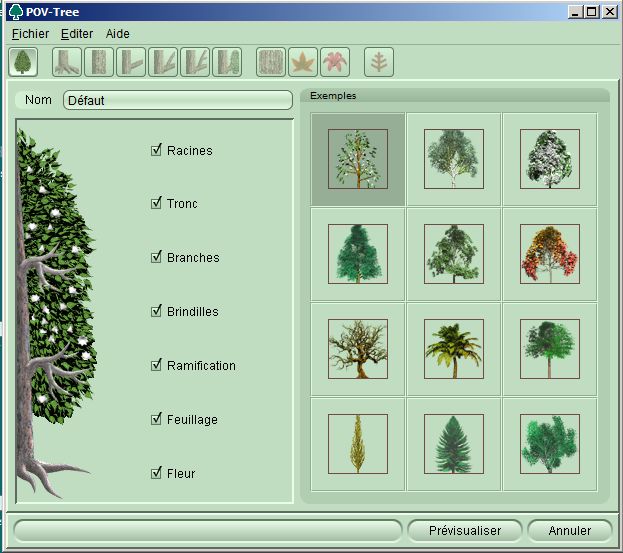 POV-Tree
Fichier Editer Aide
Nom Défaut
Exemples
Racines
Tronc
Branches
Brindilles
Ramification
Feuillage
Fleur
Prévisualiser Annuler